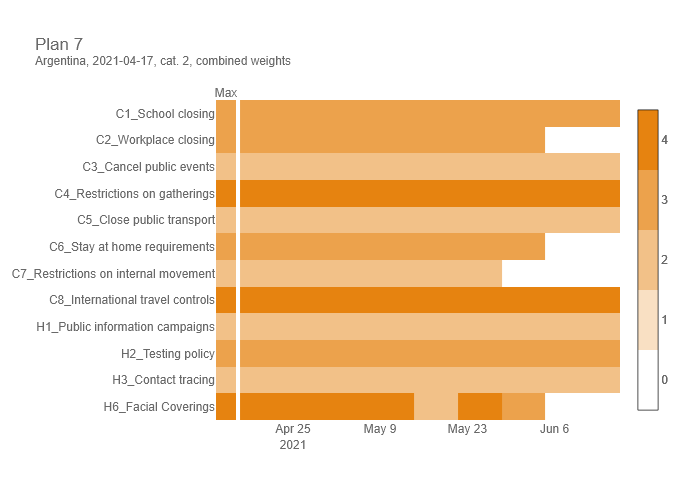 Plan 7
Argentina, 2021-04-17, cat. 2, combined weights
Max
C1_School closing
C2_Workplace closing
C3_Cancel public events
C4_Restrictions on gatherings
C5_Close public transport
C6_Stay at home requirements
C7_Restrictions on internal movement
C8_International travel controls
H1_Public information campaigns
H2_Testing policy
H3_Contact tracing
H6_Facial Coverings
Apr 25 May 9 May 23 Jun 6
2021
4
3
2
1
0